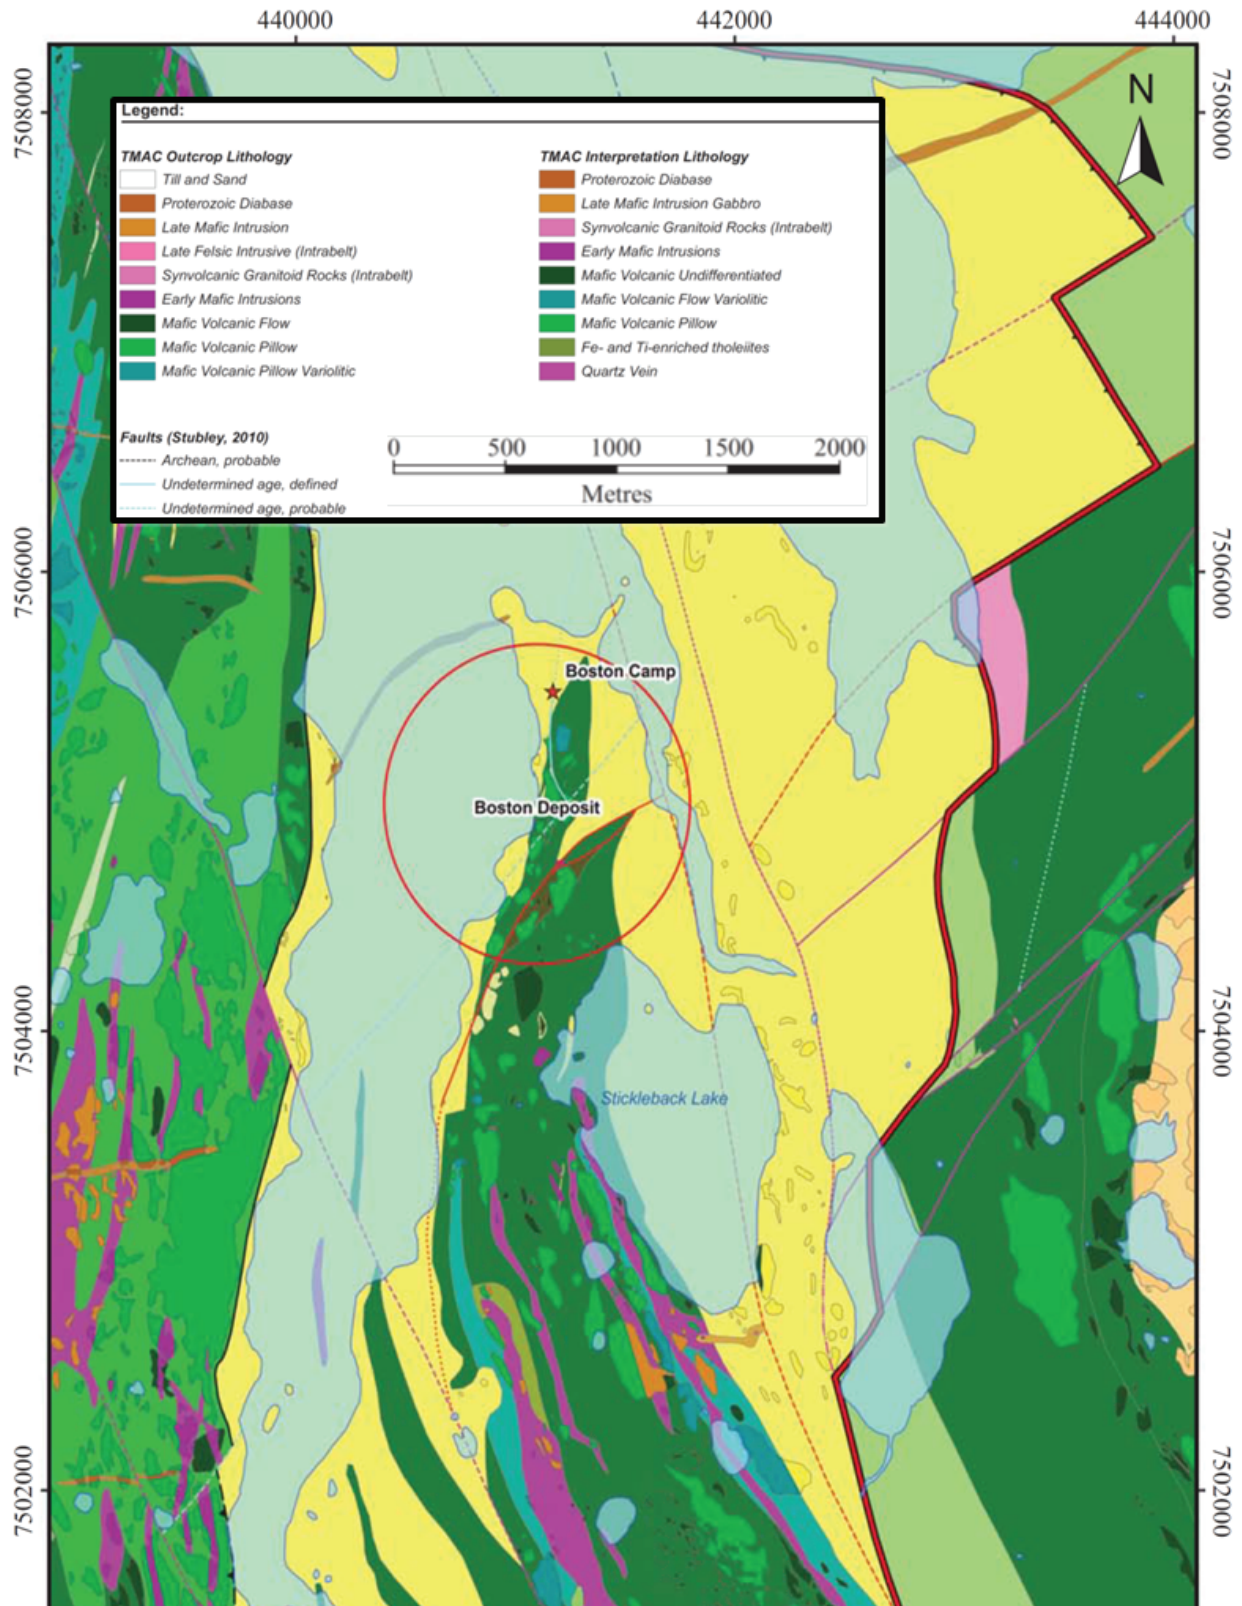 440000
442000
444000
7508000
7508000
N
Legend:
TMAC Outcrop Lithology
Till and Sand
Proterozoic Diabase
Late Mafic Intrusion
Late Felsic Intrusive (Intrabelt)
Synvolcanic Granitoid Rocks (Intrabelt)
Early Mafic Intrusions
Mafic Volcanic Flow
Mafic Volcanic Pillow
Mafic Volcanic Pillow Variolitic
TMAC Interpretation Lithology
Proterozoic Diabase
Late Mafic Intrusion Gabbro
Synvolcanic Granitoid Rocks (Intrabelt)
Early Mafic Intrusions
Mafic Volcanic Undifferentiated
Mafic Volcanic Flow Variolitic
Mafic Volcanic Pillow
Fe- and Ti-enriched tholeiites
Quartz Vein
Faults (Stubley, 2010)
Archean, probable
Undetermined age, defined
Undetermined age, probable
0 500 1000 1500 2000
Metres
7506000
7506000
Boston Camp
Boston Deposit
7504000
7504000
Stickleback Lake
7502000
7502000